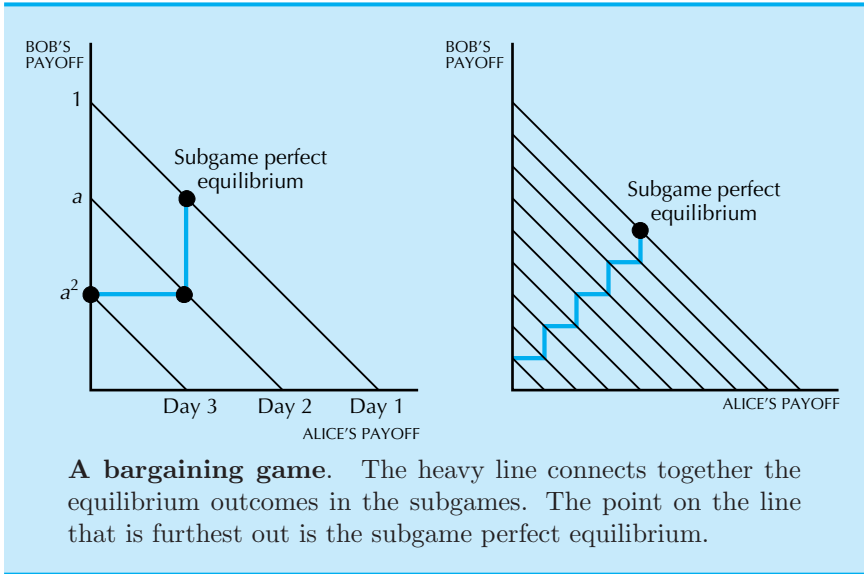 BOB'S
PAYOFF
1
Subgame perfect
equilibrium
a
a²
Day 3 Day 2 Day 1
ALICE'S PAYOFF
BOB'S
PAYOFF
Subgame perfect
equilibrium
ALICE'S PAYOFF
A bargaining game. The heavy line connects together the
equilibrium outcomes in the subgames. The point on the line
that is furthest out is the subgame perfect equilibrium.